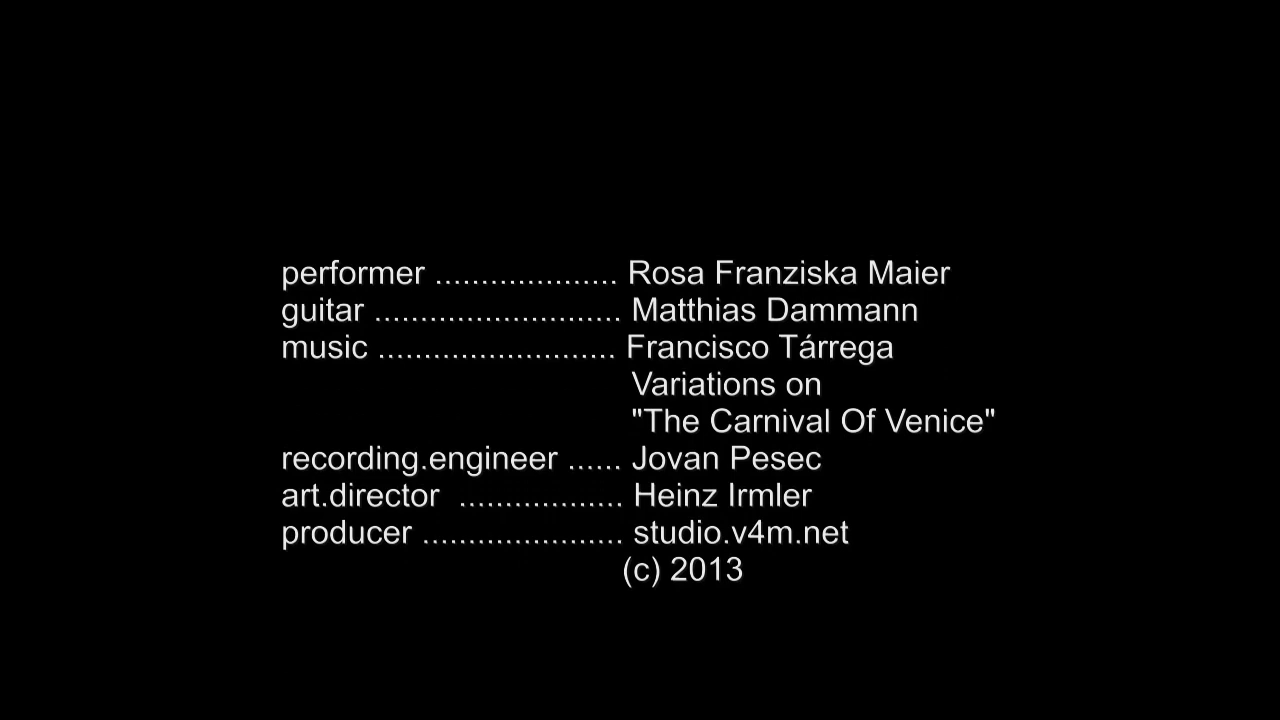 performer .................... Rosa Franziska Maier
guitar ........................... Matthias Dammann
music .......................... Francisco Tárrega
Variations on
"The Carnival Of Venice"
recording.engineer ...... Jovan Pesec
art.director .................. Heinz Irmler
producer ...................... studio.v4m.net
(c) 2013